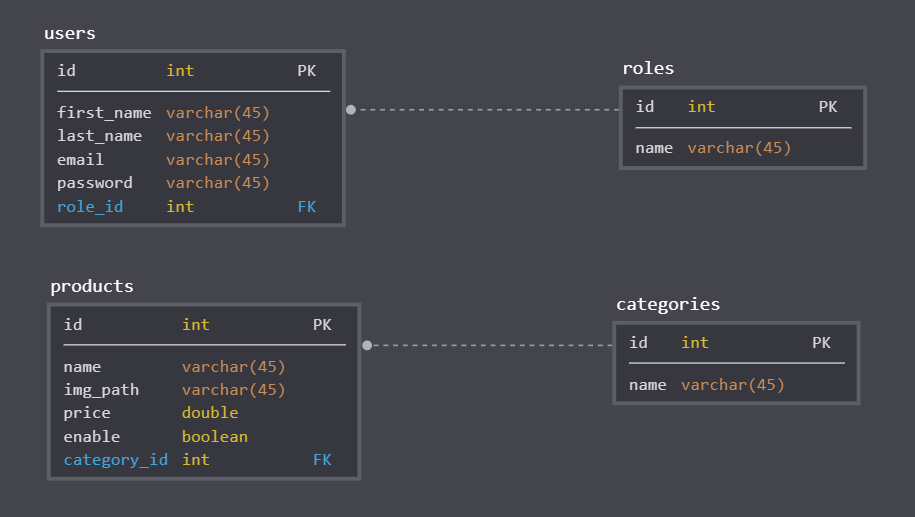 users
id int PK
first_name varchar(45)
last_name varchar(45)
email varchar(45)
password varchar(45)
role_id int FK
roles
id int PK
name varchar(45)
products
id int PK
name varchar(45)
img_path varchar(45)
price double
enable boolean
category_id int FK
categories
id int PK
name varchar(45)